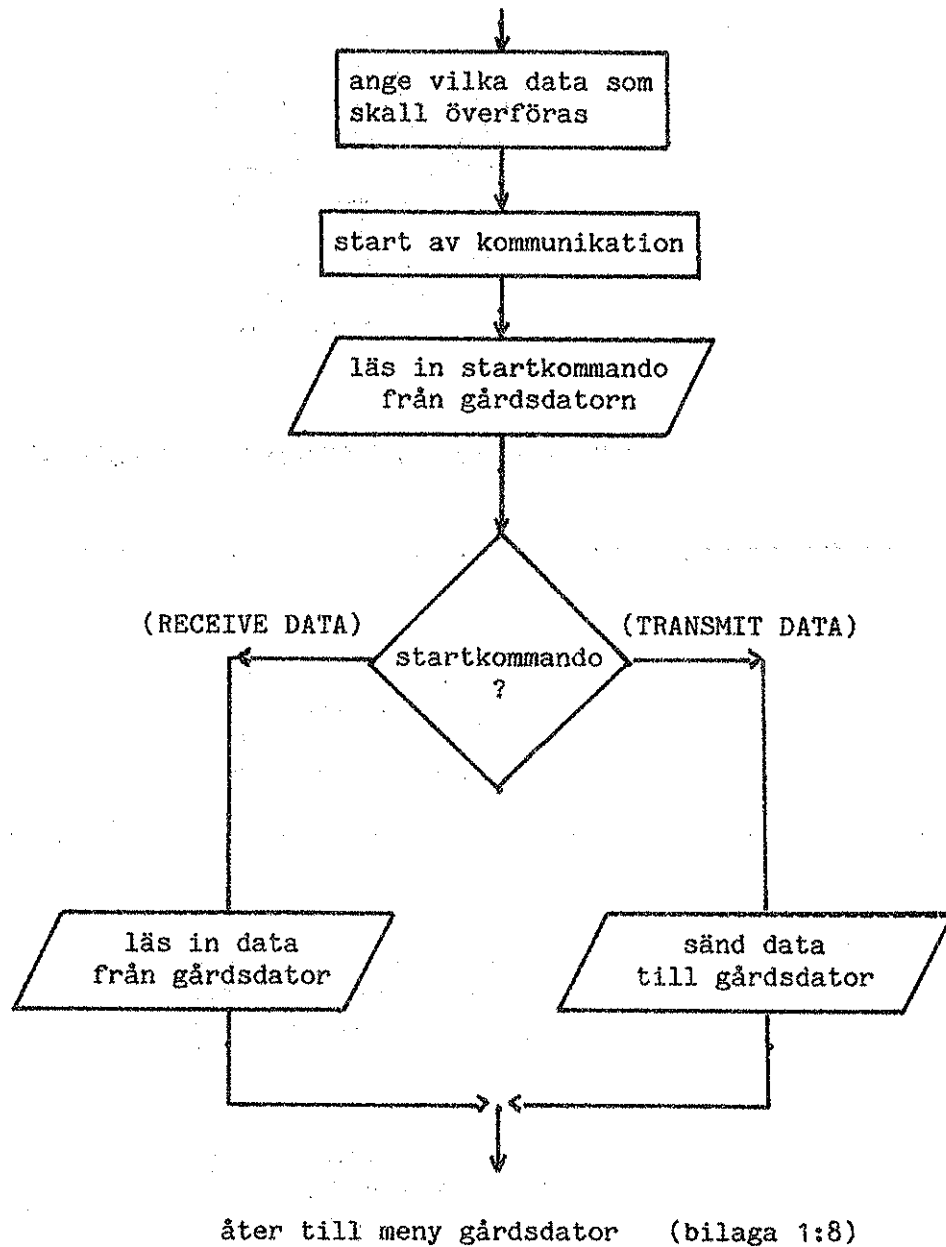 ange vilka data som
skall överföras
start av kommunikation
läs in startkommando
från gårdsdatorn
(RECEIVE DATA)
(TRANSMIT DATA)
startkommando
?
läs in data
från gårdsdator
sänd data
till gårdsdator
åter till meny gårdsdator (bilaga 1:8)